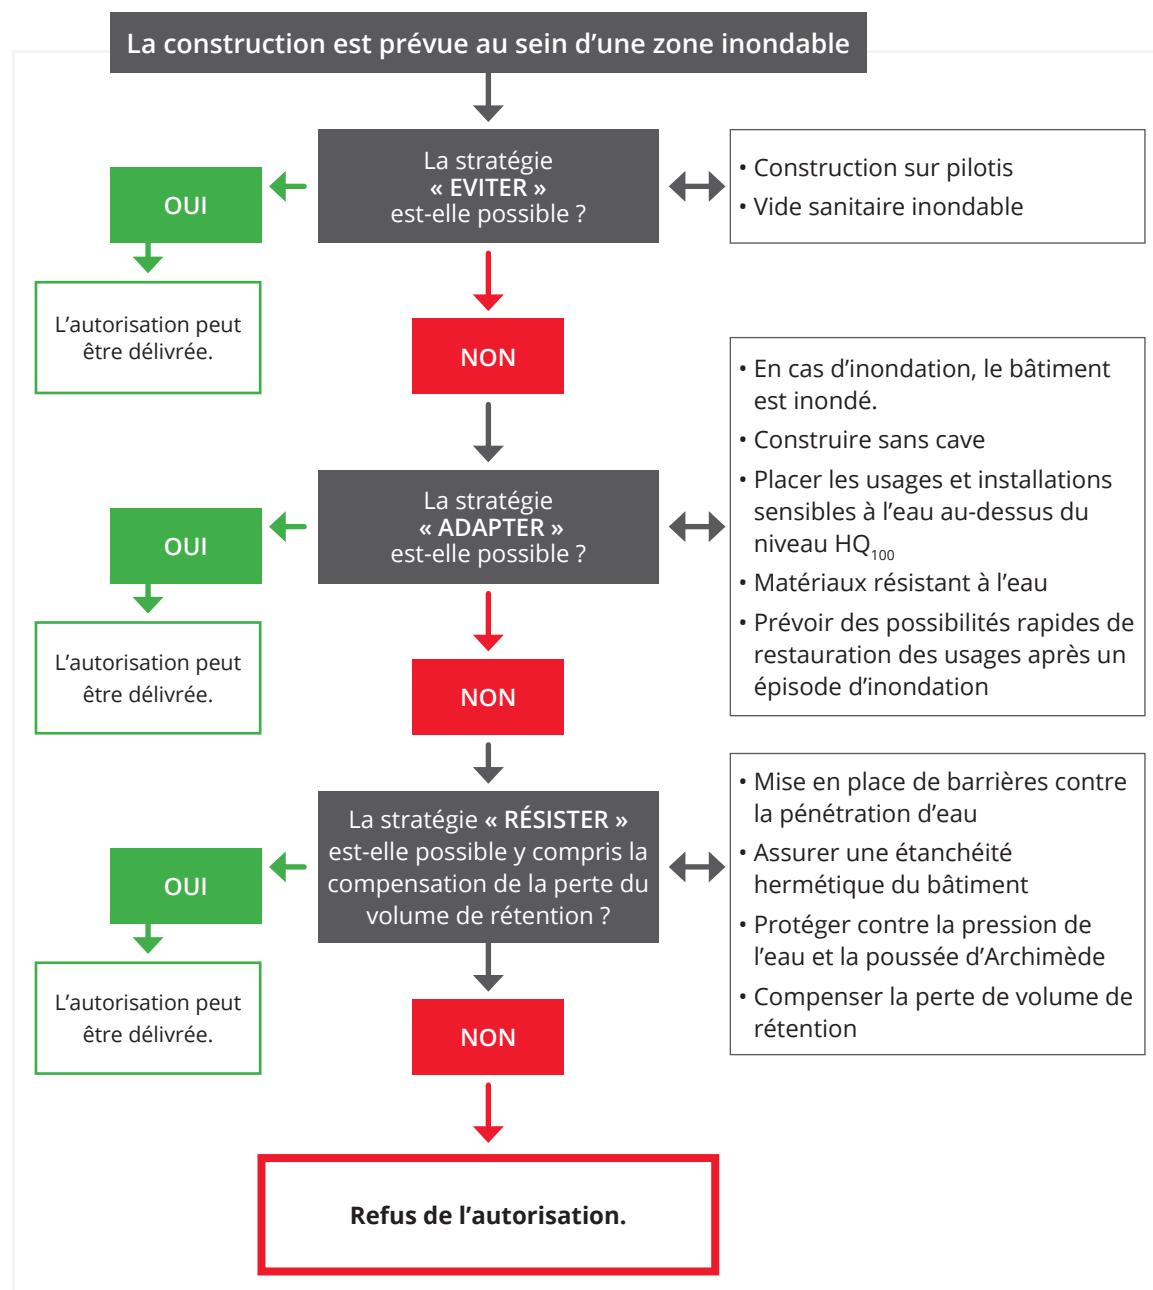 La construction est prévue au sein d’une zone inondable
La stratégie
« EVITER »
est-elle possible ?
• Construction sur pilotis
• Vide sanitaire inondable
OUI
L’autorisation peut
être délivrée.
NON
La stratégie
« ADAPTER »
est-elle possible ?
• En cas d’inondation, le bâtiment
est inondé.
• Construire sans cave
• Placer les usages et installations
sensibles à l’eau au-dessus du
niveau HQ100
• Matériaux résistant à l’eau
• Prévoir des possibilités rapides de
restauration des usages après un
épisode d’inondation
OUI
L’autorisation peut
être délivrée.
NON
La stratégie « RÉSISTER »
est-elle possible y compris la
compensation de la perte du
volume de rétention ?
• Mise en place de barrières contre
la pénétration d’eau
• Assurer une étanchéité
hermétique du bâtiment
• Protéger contre la pression de
l’eau et la poussée d’Archimède
• Compenser la perte de volume de
rétention
OUI
L’autorisation peut
être délivrée.
NON
Refus de l’autorisation.